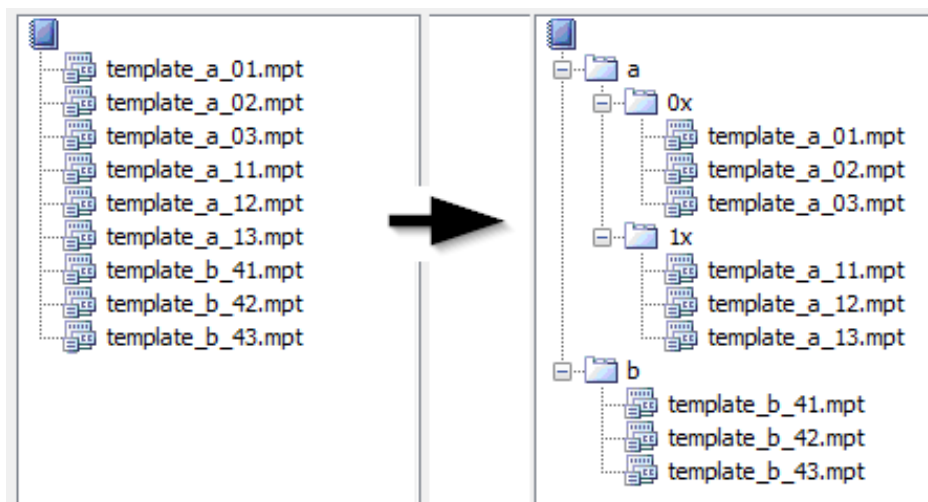 template_a_01.mpt
template_a_02.mpt
template_a_03.mpt
template_a_11.mpt
template_a_12.mpt
template_a_13.mpt
template_b_41.mpt
template_b_42.mpt
template_b_43.mpt
a
0x
template_a_01.mpt
template_a_02.mpt
template_a_03.mpt
1x
template_a_11.mpt
template_a_12.mpt
template_a_13.mpt
b
template_b_41.mpt
template_b_42.mpt
template_b_43.mpt